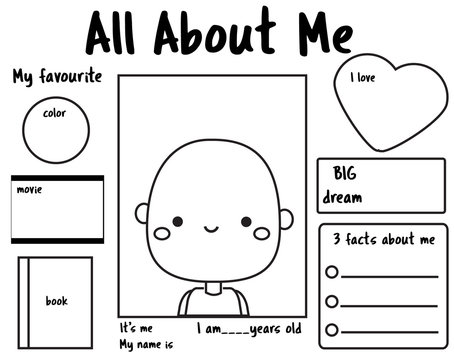 All About Me
My favourite
color
movie
book
It's me
My name is
I am____years old
I love
BIG
dream
3 facts about me